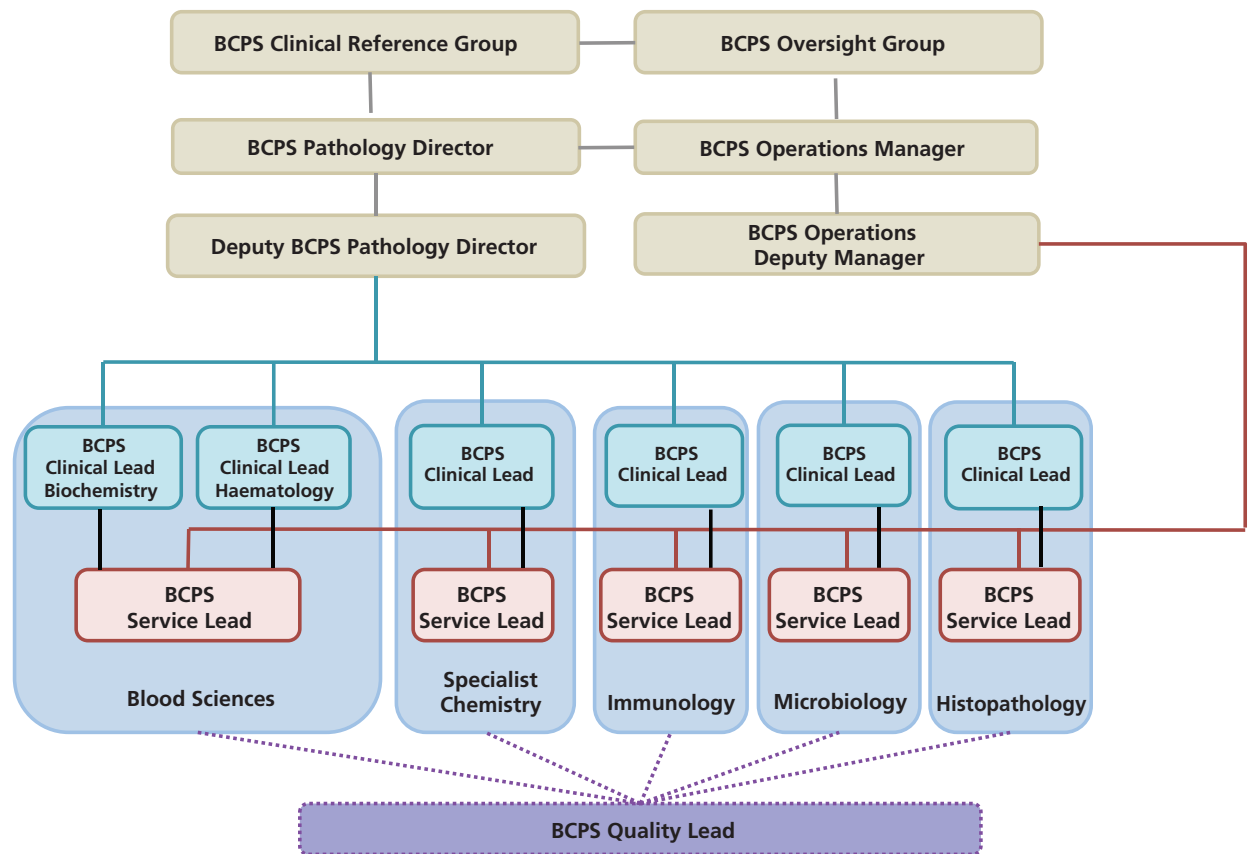 BCPS Clinical Reference Group
BCPS Oversight Group
BCPS Pathology Director
BCPS Operations Manager
Deputy BCPS Pathology Director
BCPS Operations
Deputy Manager
BCPS
Clinical Lead
Biochemistry
BCPS
Clinical Lead
Haematology
BCPS
Clinical Lead
BCPS
Clinical Lead
BCPS
Clinical Lead
BCPS
Clinical Lead
BCPS
Service Lead
BCPS
Service Lead
BCPS
Service Lead
BCPS
Service Lead
BCPS
Service Lead
Blood Sciences
Specialist
Chemistry
Immunology
Microbiology
Histopathology
BCPS Quality Lead